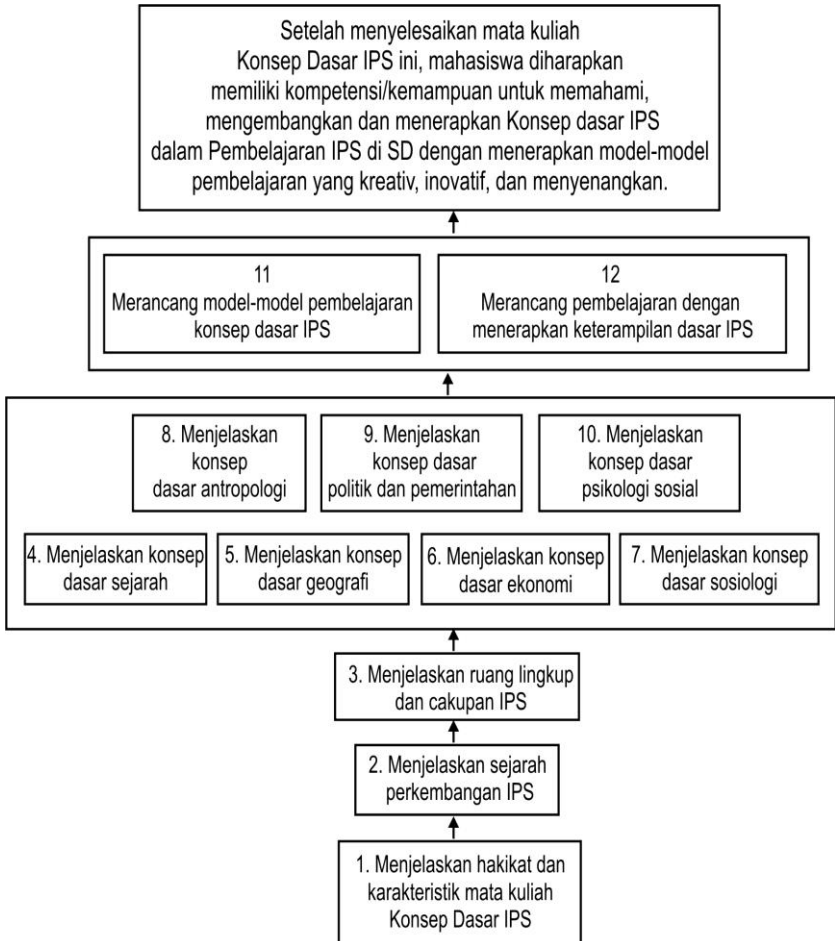 Setelah menyelesaikan mata kuliah
Konsep Dasar IPS ini, mahasiswa diharapkan
memiliki kompetensi/kemampuan untuk memahami,
mengembangkan dan menerapkan Konsep dasar IPS
dalam Pembelajaran IPS di SD dengan menerapkan model-model
pembelajaran yang kreativ, inovatif, dan menyenangkan.
11
Merancang model-model pembelajaran
konsep dasar IPS
12
Merancang pembelajaran dengan
menerapkan keterampilan dasar IPS
8. Menjelaskan
konsep
dasar antropologi
9. Menjelaskan
konsep dasar
politik dan pemerintahan
10. Menjelaskan
konsep dasar
psikologi sosial
4. Menjelaskan konsep
dasar sejarah
5. Menjelaskan konsep
dasar geografi
6. Menjelaskan konsep
dasar ekonomi
7. Menjelaskan konsep
dasar sosiologi
3. Menjelaskan ruang lingkup
dan cakupan IPS
2. Menjelaskan sejarah
perkembangan IPS
1. Menjelaskan hakikat dan
karakteristik mata kuliah
Konsep Dasar IPS